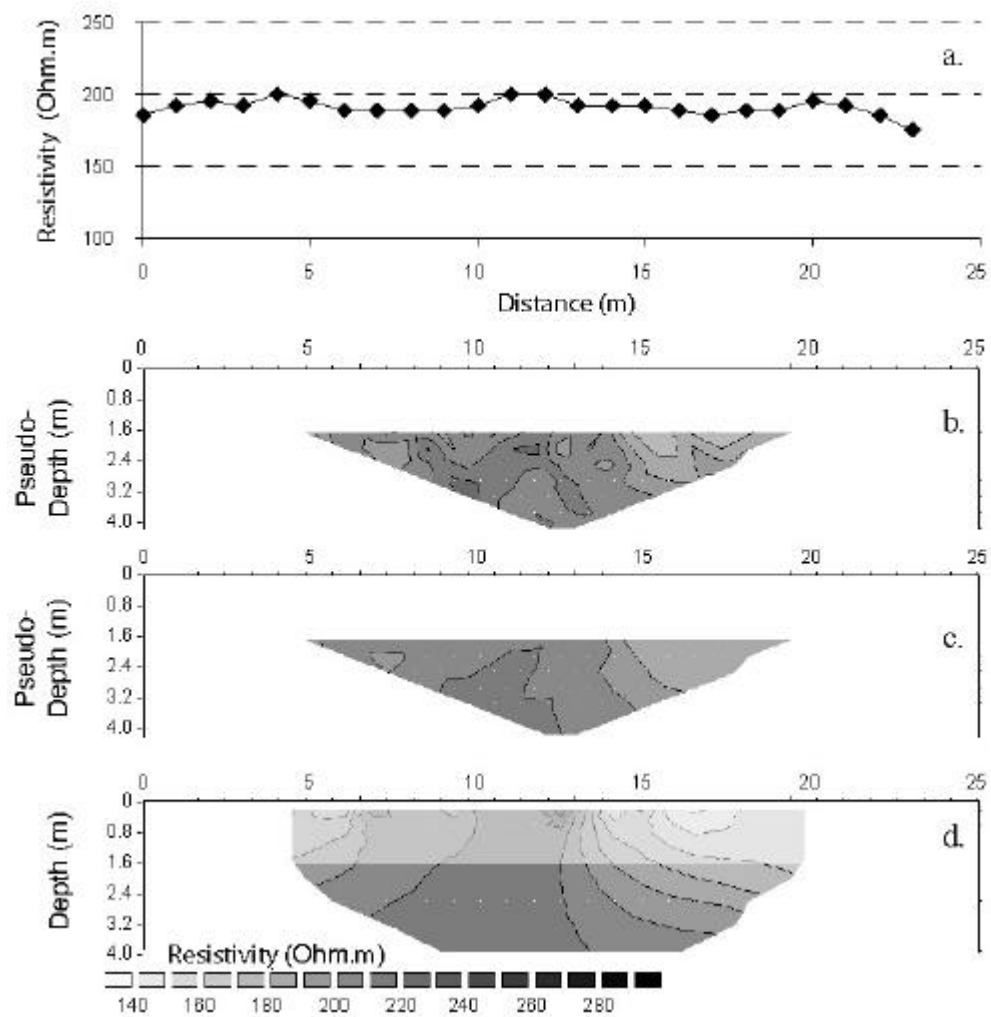 250
a.
200
150
100
Resistivity (Ohm.m)
0 5 10 15 20 25
Distance (m)
0 5 10 15 20 25
0
0.8
1.6
2.4
3.2
4.0
Pseudo-
Depth (m)
b.
0 5 10 15 20 25
0
0.8
1.6
2.4
3.2
4.0
Pseudo-
Depth (m)
c.
0 5 10 15 20 25
0
0.8
1.6
2.4
3.2
4.0
Depth (m)
d.
Resistivity (Ohm.m)
140 160 180 200 220 240 260 280